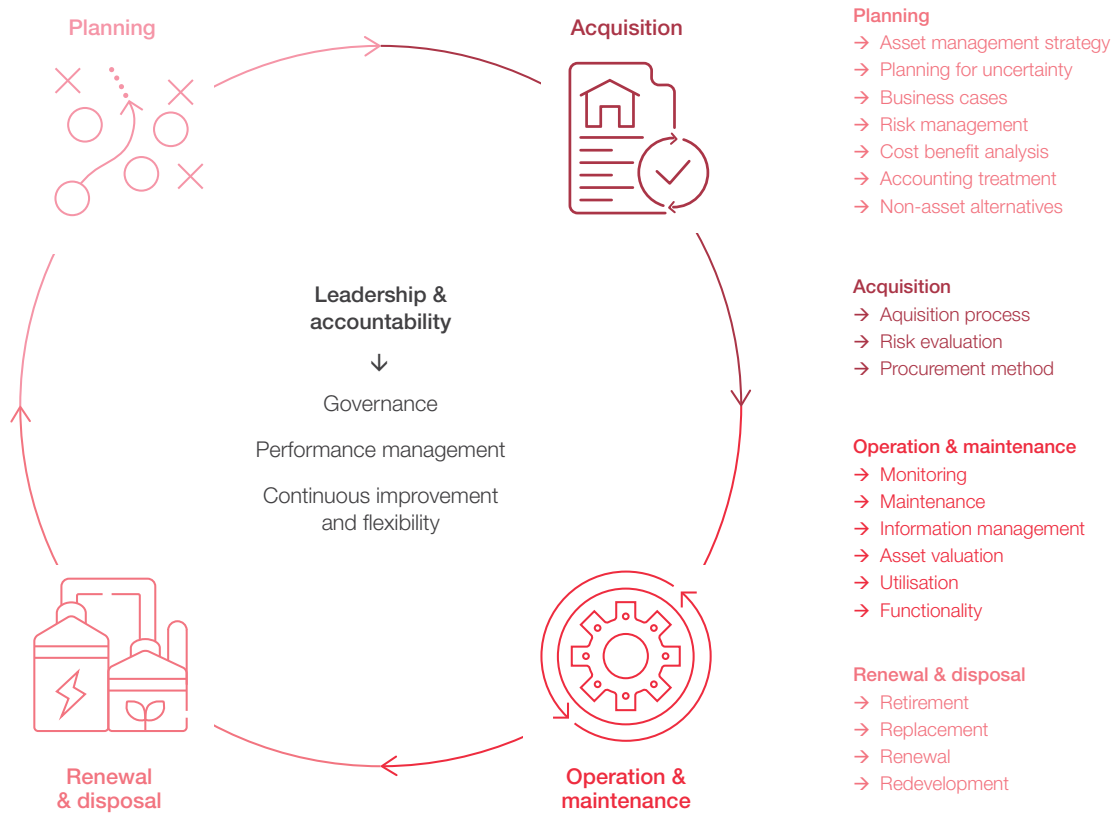 Planning
Acquisition
Leadership &
accountability
Governance
Performance management
Continuous improvement
and flexibility
Renewal
& disposal
Operation &
maintenance
Planning
→ Asset management strategy
→ Planning for uncertainty
→ Business cases
→ Risk management
→ Cost benefit analysis
→ Accounting treatment
→ Non-asset alternatives
Acquisition
→ Aquisition process
→ Risk evaluation
→ Procurement method
Operation & maintenance
→ Monitoring
→ Maintenance
→ Information management
→ Asset valuation
→ Utilisation
→ Functionality
Renewal & disposal
→ Retirement
→ Replacement
→ Renewal
→ Redevelopment